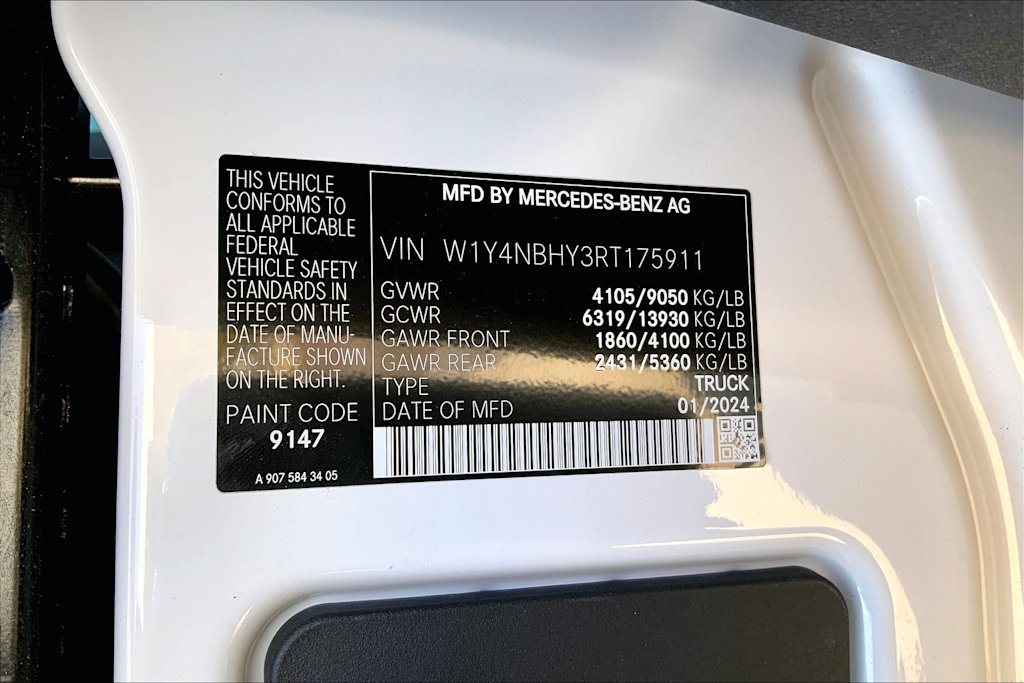 THIS VEHICLE
CONFORMS TO
ALL APPLICABLE
FEDERAL
VEHICLE SAFETY
STANDARDS IN
EFFECT ON THE
DATE OF MANU-
FACTURE SHOWN
ON THE RIGHT.
PAINT CODE
9147
A 907 584 34 05
MFD BY MERCEDES-BENZ AG
VIN W1Y4NBHY3RT175911
GVWR 4105/9050 KG/LB
GCWR 6319/13930 KG/LB
GAWR FRONT 1860/4100 KG/LB
GAWR REAR 2431/5360 KG/LB
TYPE TRUCK
DATE OF MFD 01/2024